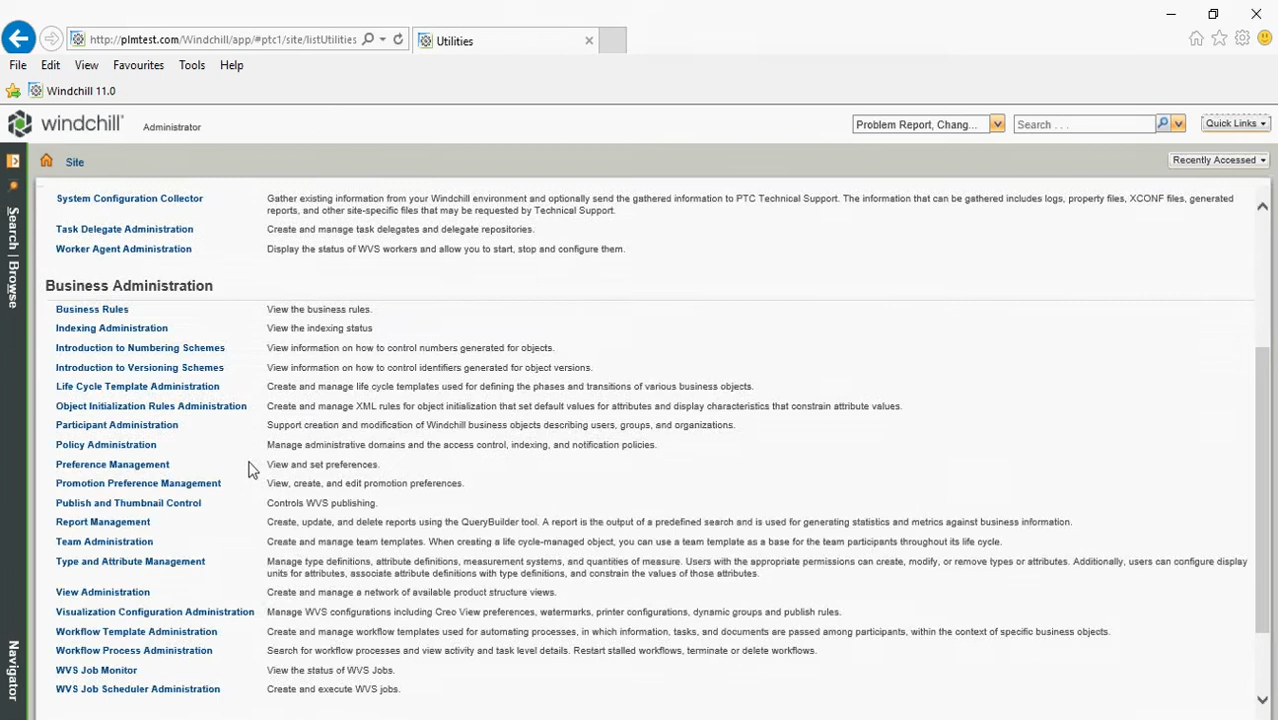 http://plmtest.com/Windchill/app/#ptc1/site/listUtilities
Utilities
File Edit View Favourites Tools Help
Windchill 11.0
windchill Administrator
Problem Report, Chang...
Search . . .
Quick Links
Site
Recently Accessed
Search | Browse
Navigator
System Configuration Collector Gather existing information from your Windchill environment and optionally send the gathered information to PTC Technical Support. The information that can be gathered includes logs, property files, XCONF files, generated
reports, and other site-specific files that may be requested by Technical Support.
Task Delegate Administration Create and manage task delegates and delegate repositories.
Worker Agent Administration Display the status of WVS workers and allow you to start, stop and configure them.
Business Administration
Business Rules View the business rules.
Indexing Administration View the indexing status
Introduction to Numbering Schemes View information on how to control numbers generated for objects.
Introduction to Versioning Schemes View information on how to control identifiers generated for object versions.
Life Cycle Template Administration Create and manage life cycle templates used for defining the phases and transitions of various business objects.
Object Initialization Rules Administration Create and manage XML rules for object initialization that set default values for attributes and display characteristics that constrain attribute values.
Participant Administration Support creation and modification of Windchill business objects describing users, groups, and organizations.
Policy Administration Manage administrative domains and the access control, indexing, and notification policies.
Preference Management View and set preferences.
Promotion Preference Management View, create, and edit promotion preferences.
Publish and Thumbnail Control Controls WVS publishing.
Report Management Create, update, and delete reports using the QueryBuilder tool. A report is the output of a predefined search and is used for generating statistics and metrics against business information.
Team Administration Create and manage team templates. When creating a life cycle-managed object, you can use a team template as a base for the team participants throughout its life cycle.
Type and Attribute Management Manage type definitions, attribute definitions, measurement systems, and quantities of measure. Users with the appropriate permissions can create, modify, or remove types or attributes. Additionally, users can configure display
units for attributes, associate attribute definitions with type definitions, and constrain the values of those attributes.
View Administration Create and manage a network of available product structure views.
Visualization Configuration Administration Manage WVS configurations including Creo View preferences, watermarks, printer configurations, dynamic groups and publish rules.
Workflow Template Administration Create and manage workflow templates used for automating processes, in which information, tasks, and documents are passed among participants, within the context of specific business objects.
Workflow Process Administration Search for workflow processes and view activity and task level details. Restart stalled workflows, terminate or delete workflows.
WVS Job Monitor View the status of WVS Jobs.
WVS Job Scheduler Administration Create and execute WVS jobs.